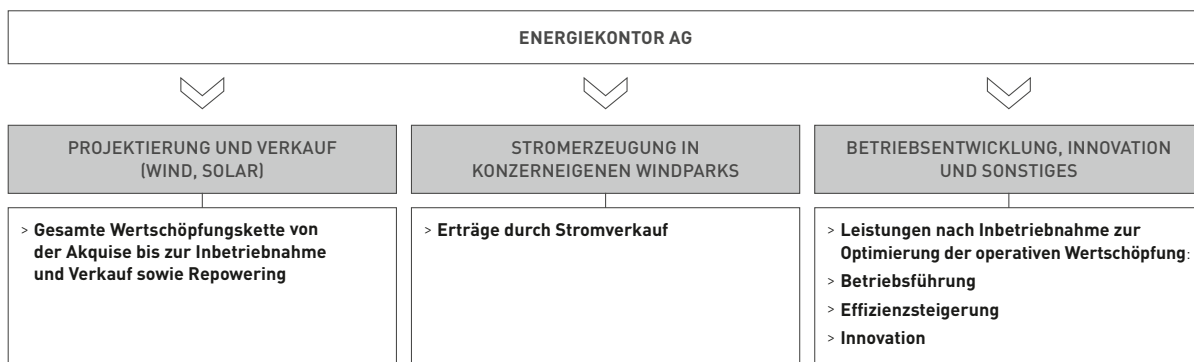 ENERGIEKONTOR AG
PROJEKTIERUNG UND VERKAUF
(WIND, SOLAR)
> Gesamte Wertschöpfungskette von
der Akquise bis zur Inbetriebnahme
und Verkauf sowie Repowering
STROMERZEUGUNG IN
KONZERNEIGENEN WINDPARKS
> Erträge durch Stromverkauf
BETRIEBSENTWICKLUNG, INNOVATION
UND SONSTIGES
> Leistungen nach Inbetriebnahme zur
Optimierung der operativen Wertschöpfung:
> Betriebsführung
> Effizienzsteigerung
> Innovation